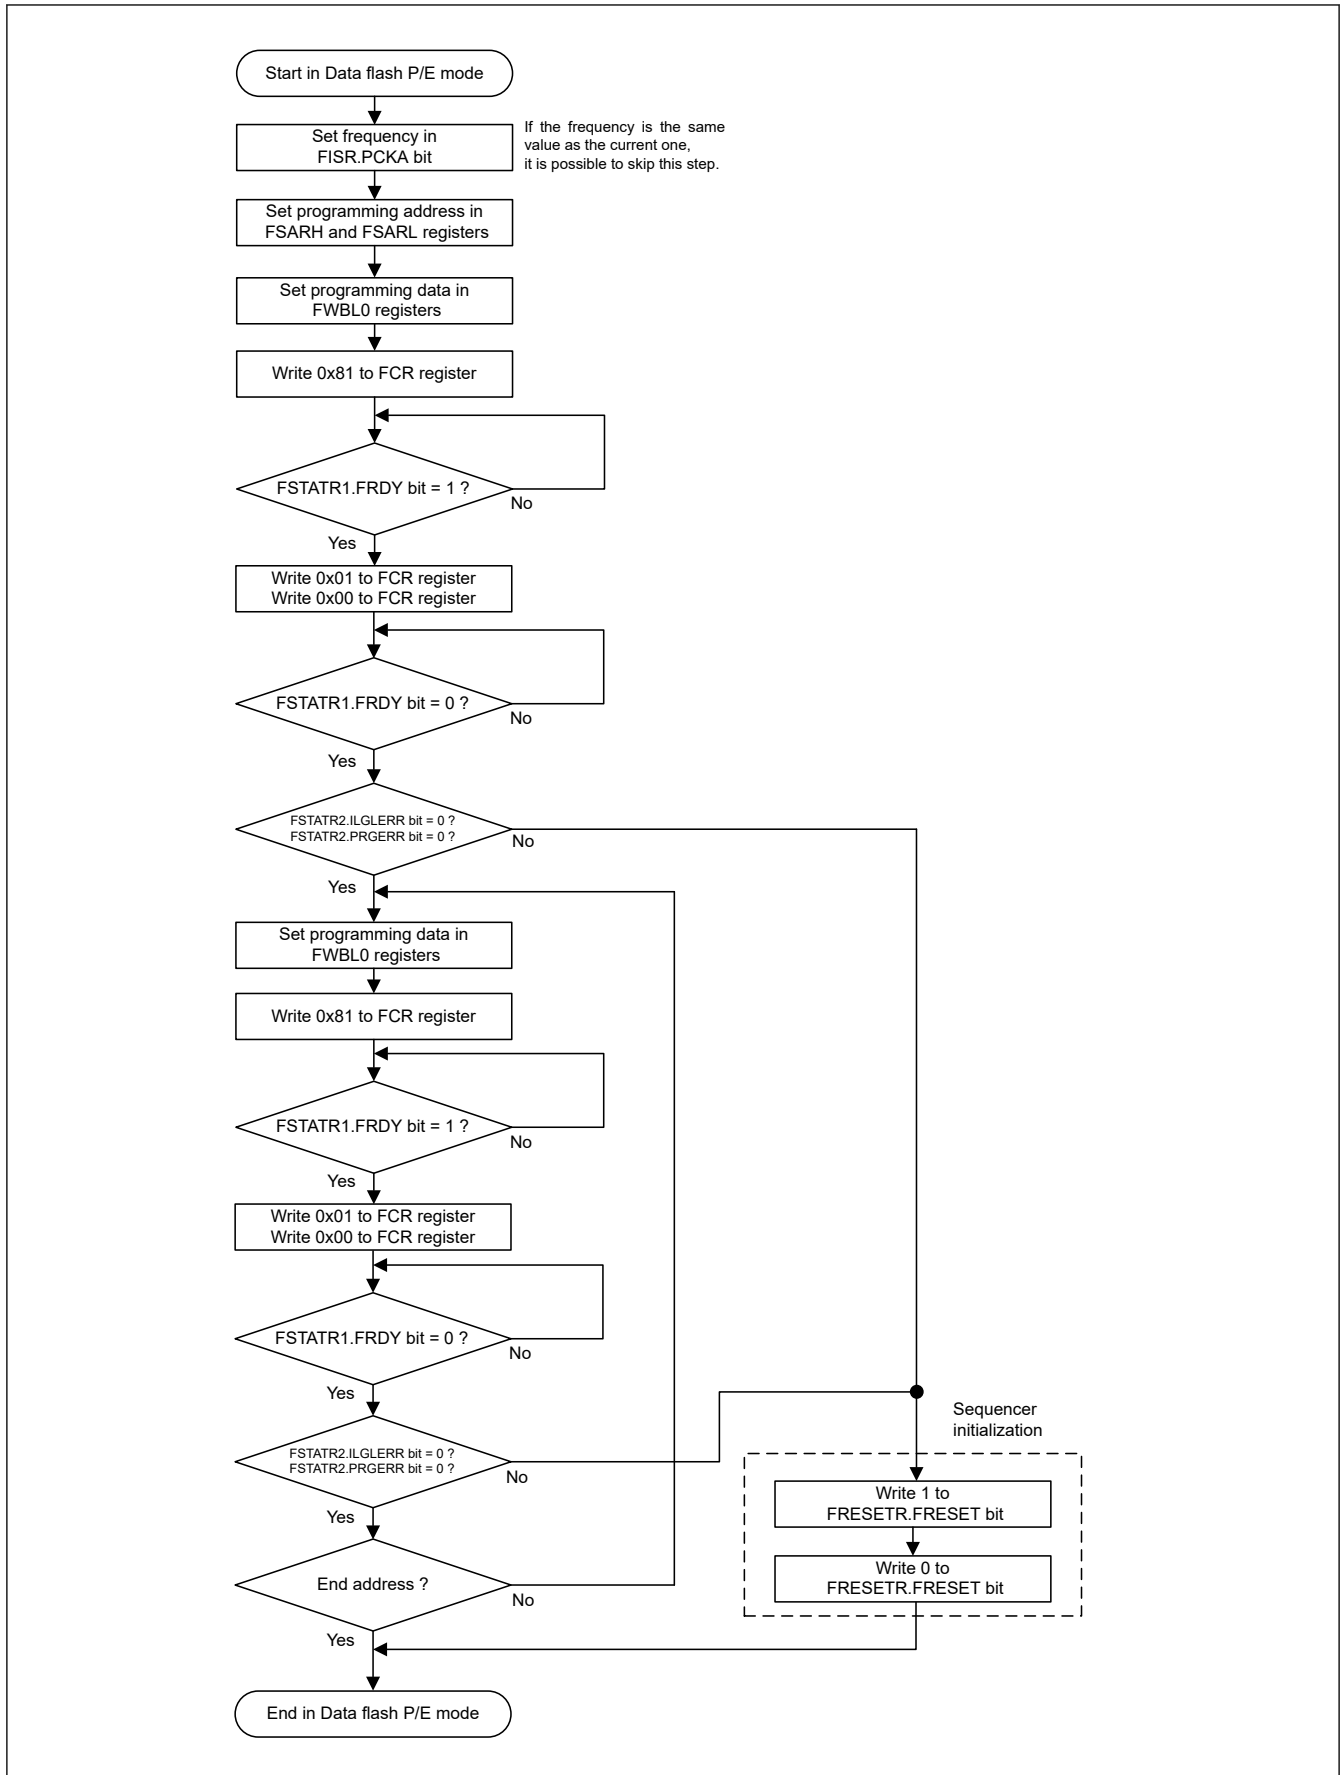 Start in Data flash P/E mode
Set frequency in
FISR.PCKA bit
If the frequency is the same
value as the current one,
it is possible to skip this step.
Set programming address in
FSARH and FSARL registers
Set programming data in
FWBL0 registers
Write 0x81 to FCR register
FSTATR1.FRDY bit = 1 ?
No
Yes
Write 0x01 to FCR register
Write 0x00 to FCR register
FSTATR1.FRDY bit = 0 ?
No
Yes
FSTATR2.ILGLERR bit = 0 ?
FSTATR2.PRGERR bit = 0 ?
No
Yes
Set programming data in
FWBL0 registers
Write 0x81 to FCR register
FSTATR1.FRDY bit = 1 ?
No
Yes
Write 0x01 to FCR register
Write 0x00 to FCR register
FSTATR1.FRDY bit = 0 ?
No
Yes
Sequencer
initialization
FSTATR2.ILGLERR bit = 0 ?
FSTATR2.PRGERR bit = 0 ?
No
Yes
Write 1 to
FRESETR.FRESET bit
Write 0 to
FRESETR.FRESET bit
End address ?
No
Yes
End in Data flash P/E mode